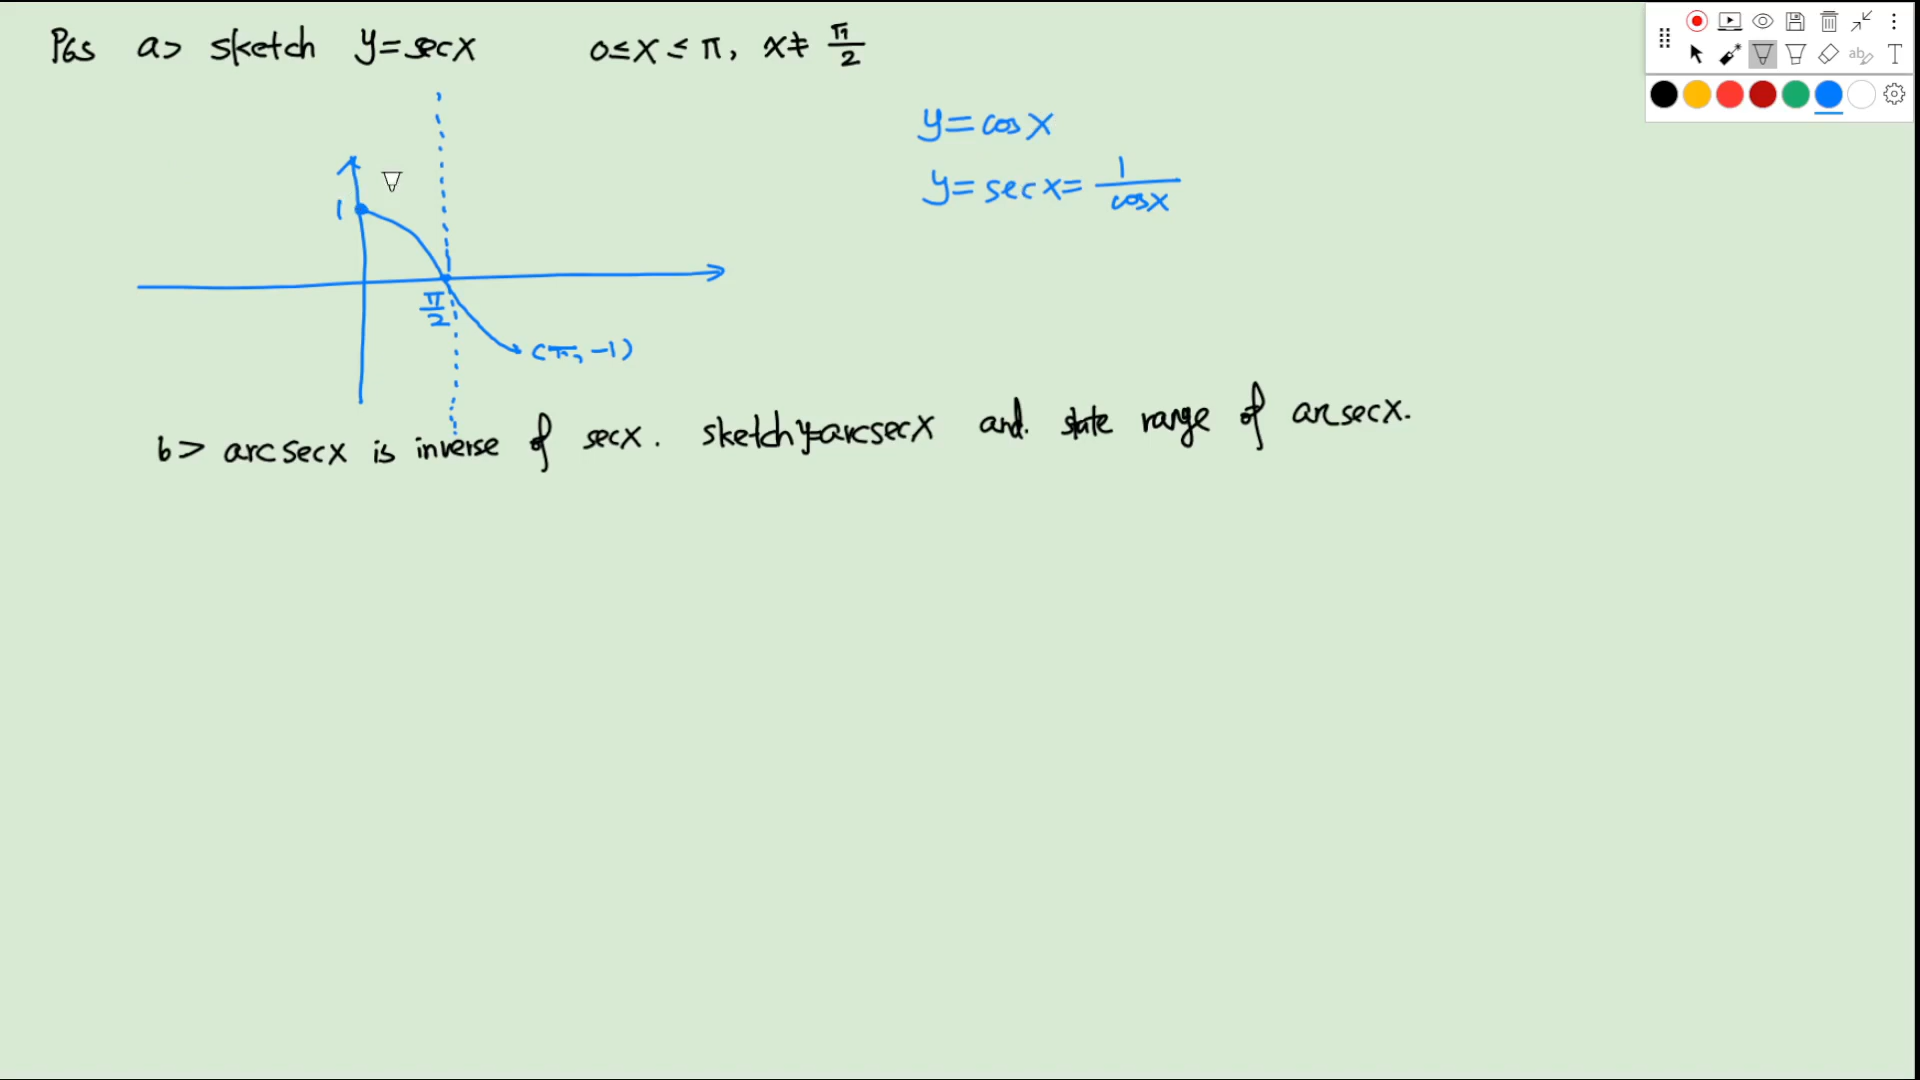 P65 a> sketch y=secx 0≤x≤π, x≠π/2
y=cosx
y=secx=1/cosx
1
π/2
(π, -1)
b> arcsecx is inverse of secx. sketch y=arcsecx and. state range of arcsecx.
ab
T